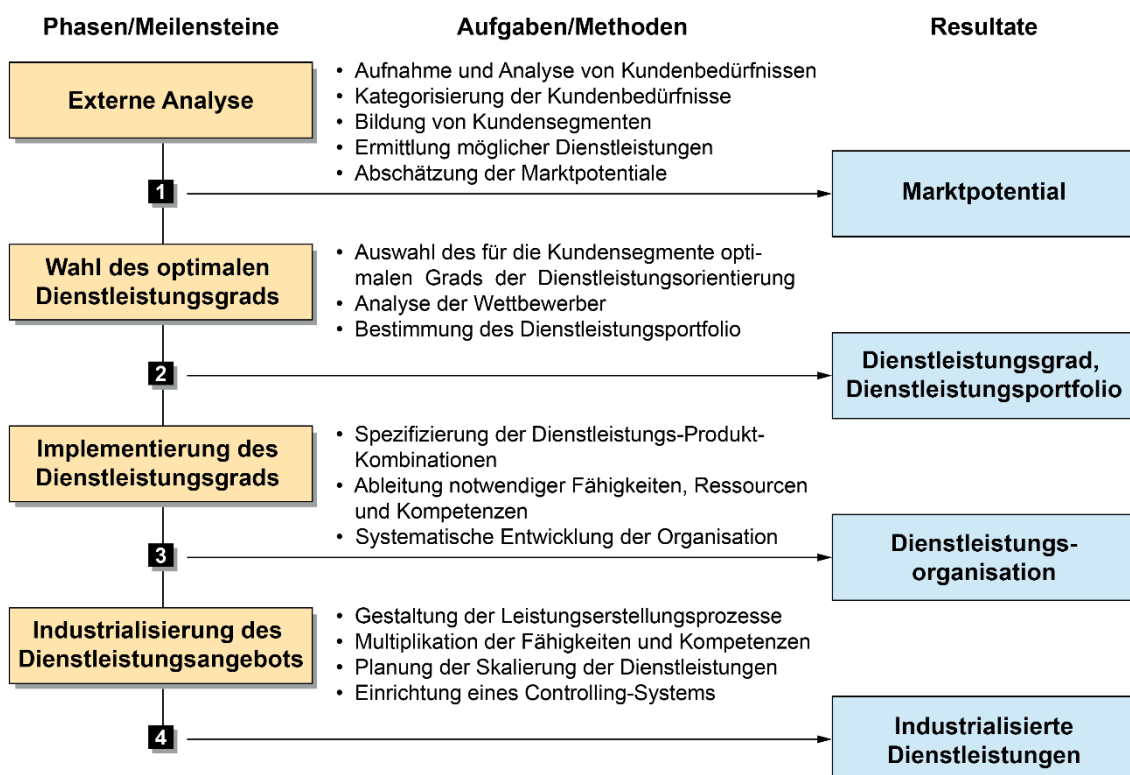 Phasen/Meilensteine
Aufgaben/Methoden
Resultate
Externe Analyse
• Aufnahme und Analyse von Kundenbedürfnissen
• Kategorisierung der Kundenbedürfnisse
• Bildung von Kundensegmenten
• Ermittlung möglicher Dienstleistungen
• Abschätzung der Marktpotentiale
1
Marktpotential
Wahl des optimalen
Dienstleistungsgrads
• Auswahl des für die Kundensegmente opti-
malen Grads der Dienstleistungsorientierung
• Analyse der Wettbewerber
• Bestimmung des Dienstleistungsportfolio
2
Dienstleistungsgrad,
Dienstleistungsportfolio
Implementierung des
Dienstleistungsgrads
• Spezifizierung der Dienstleistungs-Produkt-
Kombinationen
• Ableitung notwendiger Fähigkeiten, Ressourcen
und Kompetenzen
• Systematische Entwicklung der Organisation
3
Dienstleistungs-
organisation
Industrialisierung des
Dienstleistungsangebots
• Gestaltung der Leistungserstellungsprozesse
• Multiplikation der Fähigkeiten und Kompetenzen
• Planung der Skalierung der Dienstleistungen
• Einrichtung eines Controlling-Systems
4
Industrialisierte
Dienstleistungen